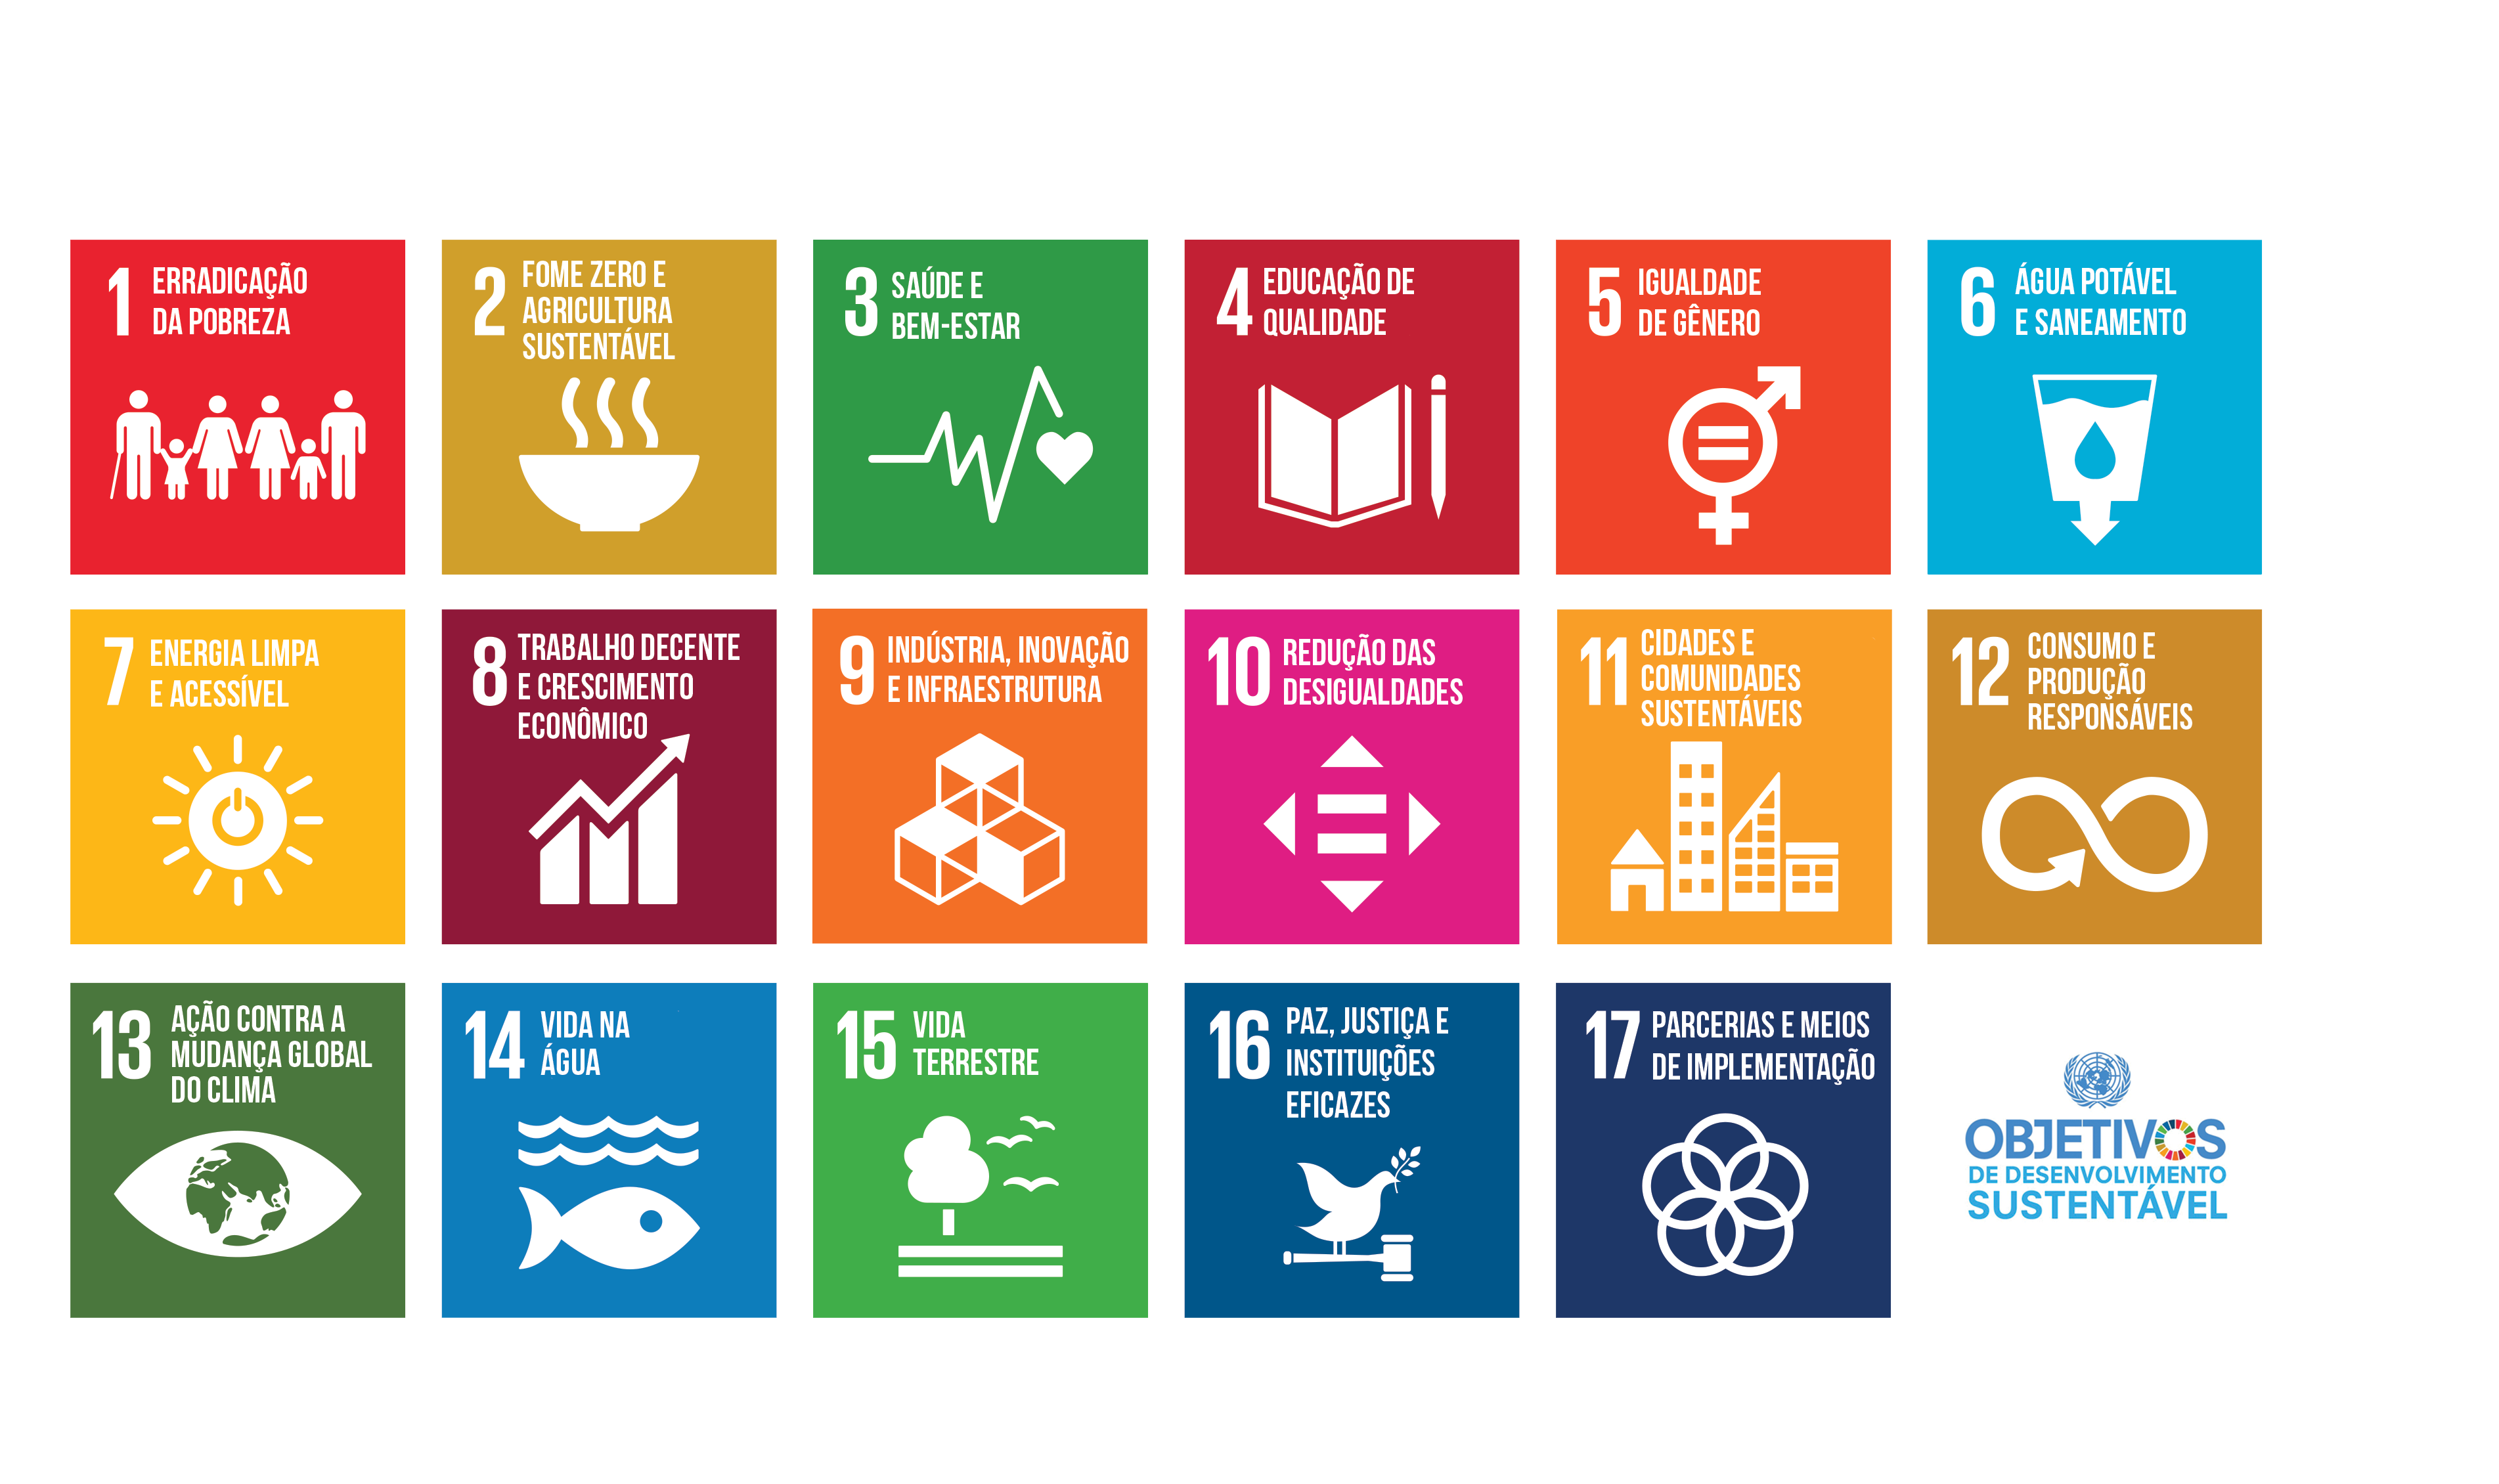 1
ERRADICAÇÃO
DA POBREZA
2
FOME ZERO E
AGRICULTURA
SUSTENTÁVEL
3
SAÚDE E
BEM-ESTAR
4
EDUCAÇÃO DE
QUALIDADE
5
IGUALDADE
DE GÊNERO
6
ÁGUA POTÁVEL
E SANEAMENTO
7
ENERGIA LIMPA
E ACESSÍVEL
8
TRABALHO DECENTE
E CRESCIMENTO
ECONÔMICO
9
INDÚSTRIA, INOVAÇÃO
E INFRAESTRUTURA
10
REDUÇÃO DAS
DESIGUALDADES
11
CIDADES E
COMUNIDADES
SUSTENTÁVEIS
12
CONSUMO E
PRODUÇÃO
RESPONSÁVEIS
13
AÇÃO CONTRA A
MUDANÇA GLOBAL
DO CLIMA
14
VIDA NA
ÁGUA
15
VIDA
TERRESTRE
16
PAZ, JUSTIÇA E
INSTITUIÇÕES
EFICAZES
17
PARCERIAS E MEIOS
DE IMPLEMENTAÇÃO
OBJETIVOS
DE DESENVOLVIMENTO
SUSTENTÁVEL